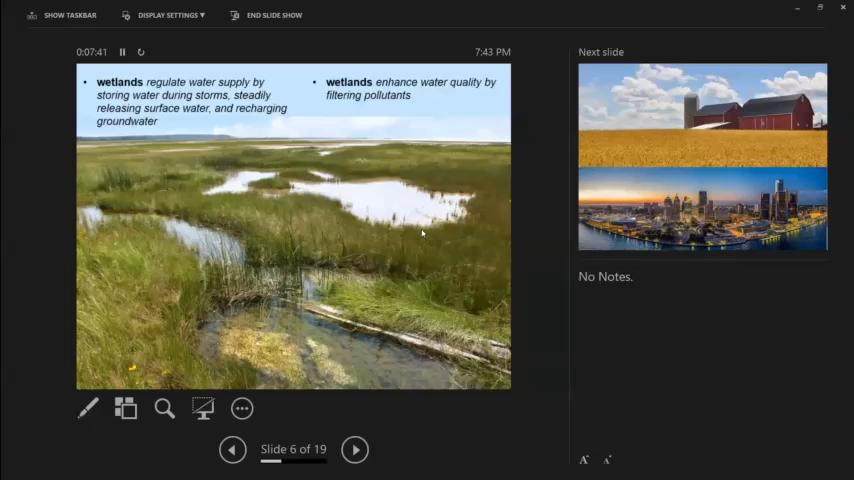 SHOW TASKBAR
DISPLAY SETTINGS ▼
END SLIDE SHOW
0:07:41
7:43 PM
Next slide
• wetlands regulate water supply by
storing water during storms, steadily
releasing surface water, and recharging
groundwater
• wetlands enhance water quality by
filtering pollutants
No Notes.
Slide 6 of 19
A
A